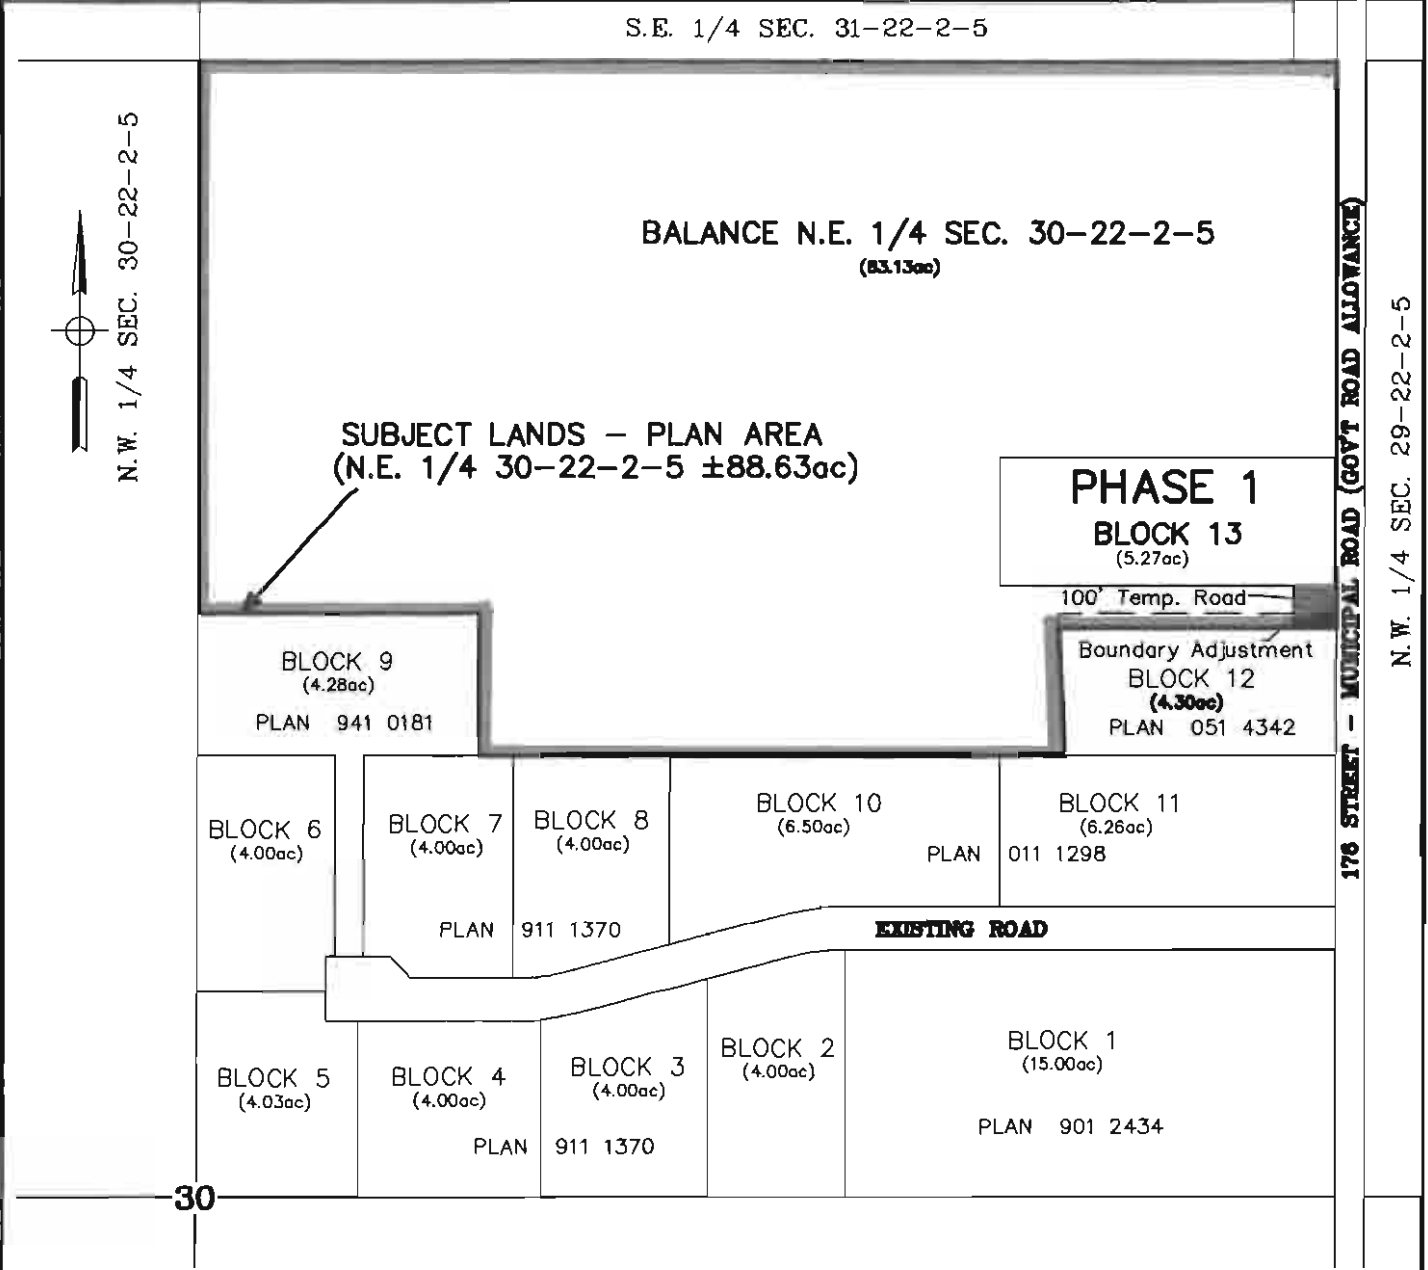 S.E. 1/4 SEC. 31-22-2-5
N.W. 1/4 SEC. 30-22-2-5
BALANCE N.E. 1/4 SEC. 30-22-2-5
(83.13ac)
SUBJECT LANDS - PLAN AREA
(N.E. 1/4 30-22-2-5 ±88.63ac)
PHASE 1
BLOCK 13
(5.27ac)
100' Temp. Road
Boundary Adjustment
BLOCK 12
(4.30ac)
PLAN 051 4342
176 STREET - MUNICIPAL ROAD (GOV'T ROAD ALLOWANCE)
N.W. 1/4 SEC. 29-22-2-5
BLOCK 9
(4.28ac)
PLAN 941 0181
BLOCK 6
(4.00ac)
BLOCK 7
(4.00ac)
BLOCK 8
(4.00ac)
PLAN 911 1370
BLOCK 10
(6.50ac)
BLOCK 11
(6.26ac)
PLAN 011 1298
EXISTING ROAD
BLOCK 5
(4.03ac)
BLOCK 4
(4.00ac)
BLOCK 3
(4.00ac)
PLAN 911 1370
BLOCK 2
(4.00ac)
BLOCK 1
(15.00ac)
PLAN 901 2434
30